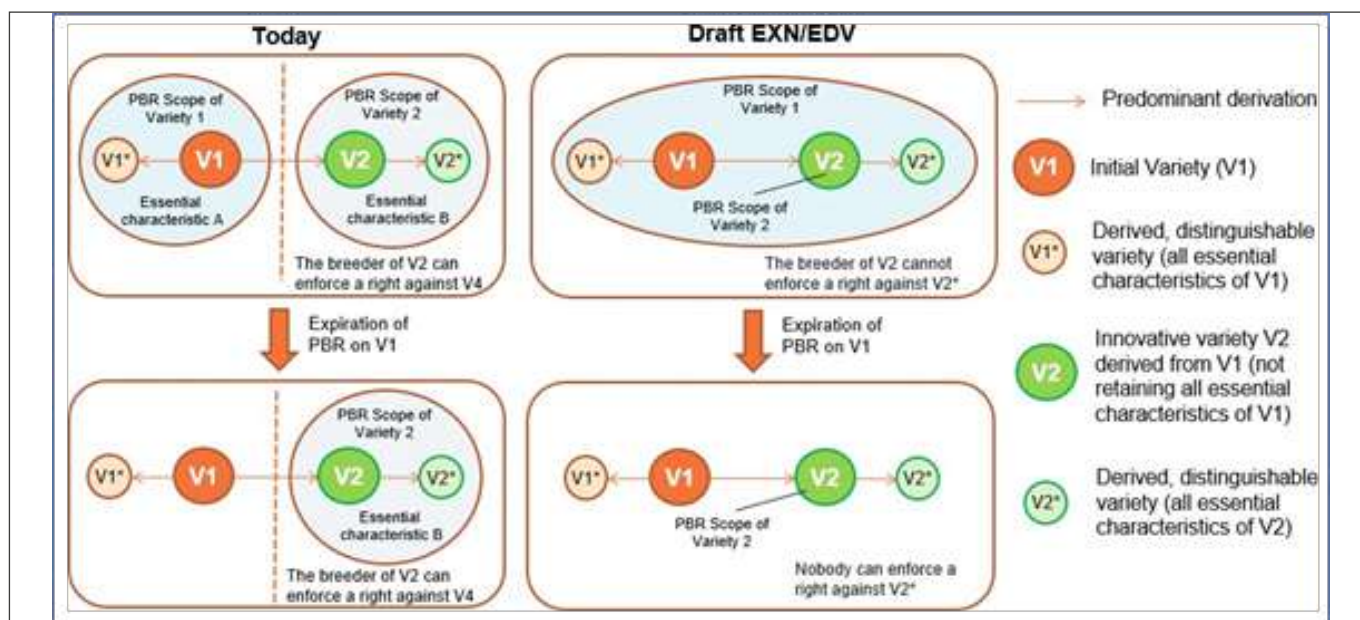 Today
PBR Scope of
Variety 1
V1*
V1
Essential
characteristic A
PBR Scope of
Variety 2
V2
V2*
Essential
characteristic B
The breeder of V2 can
enforce a right against V4
Expiration of
PBR on V1
V1*
V1
PBR Scope of
Variety 2
V2
V2*
Essential
characteristic B
The breeder of V2 can
enforce a right against V4
Draft EXN/EDV
PBR Scope of
Variety 1
V1*
V1
V2
V2*
PBR Scope of
Variety 2
The breeder of V2 cannot
enforce a right against V2*
Expiration of
PBR on V1
V1*
V1
V2
V2*
PBR Scope of
Variety 2
Nobody can enforce a
right against V2*
Predominant derivation
V1
Initial Variety (V1)
V1*
Derived, distinguishable
variety (all essential
characteristics of V1)
V2
Innovative variety V2
derived from V1 (not
retaining all essential
characteristics of V1)
V2*
Derived, distinguishable
variety (all essential
characteristics of V2)